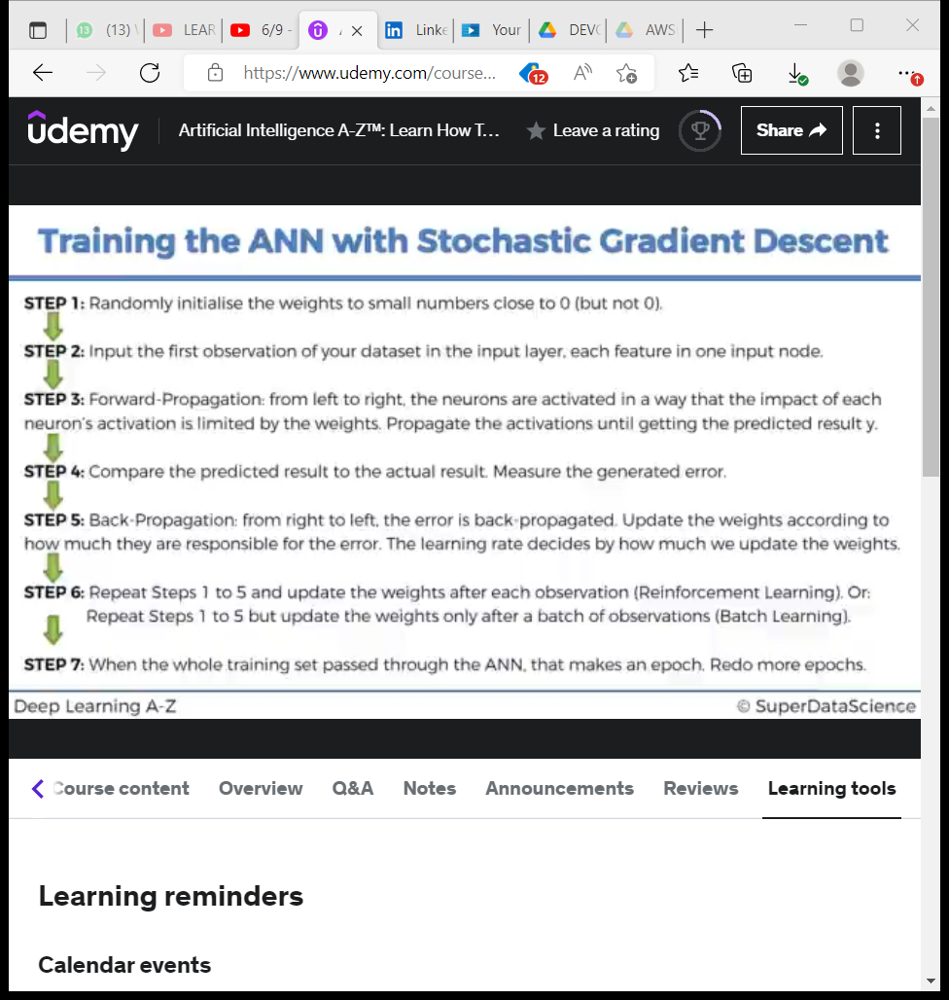 (13) LEAR 6/9 - Linke Your DEVC AWS
https://www.udemy.com/course... 12
udemy Artificial Intelligence A-Z™: Learn How T... Leave a rating Share
Training the ANN with Stochastic Gradient Descent
STEP 1: Randomly initialise the weights to small numbers close to 0 (but not 0).
STEP 2: Input the first observation of your dataset in the input layer, each feature in one input node.
STEP 3: Forward-Propagation: from left to right, the neurons are activated in a way that the impact of each
neuron's activation is limited by the weights. Propagate the activations until getting the predicted result y.
STEP 4: Compare the predicted result to the actual result. Measure the generated error.
STEP 5: Back-Propagation: from right to left, the error is back-propagated. Update the weights according to
how much they are responsible for the error. The learning rate decides by how much we update the weights.
STEP 6: Repeat Steps 1 to 5 and update the weights after each observation (Reinforcement Learning). Or:
Repeat Steps 1 to 5 but update the weights only after a batch of observations (Batch Learning).
STEP 7: When the whole training set passed through the ANN, that makes an epoch. Redo more epochs.
Deep Learning A-Z © SuperDataScience
Course content Overview Q&A Notes Announcements Reviews Learning tools
Learning reminders
Calendar events